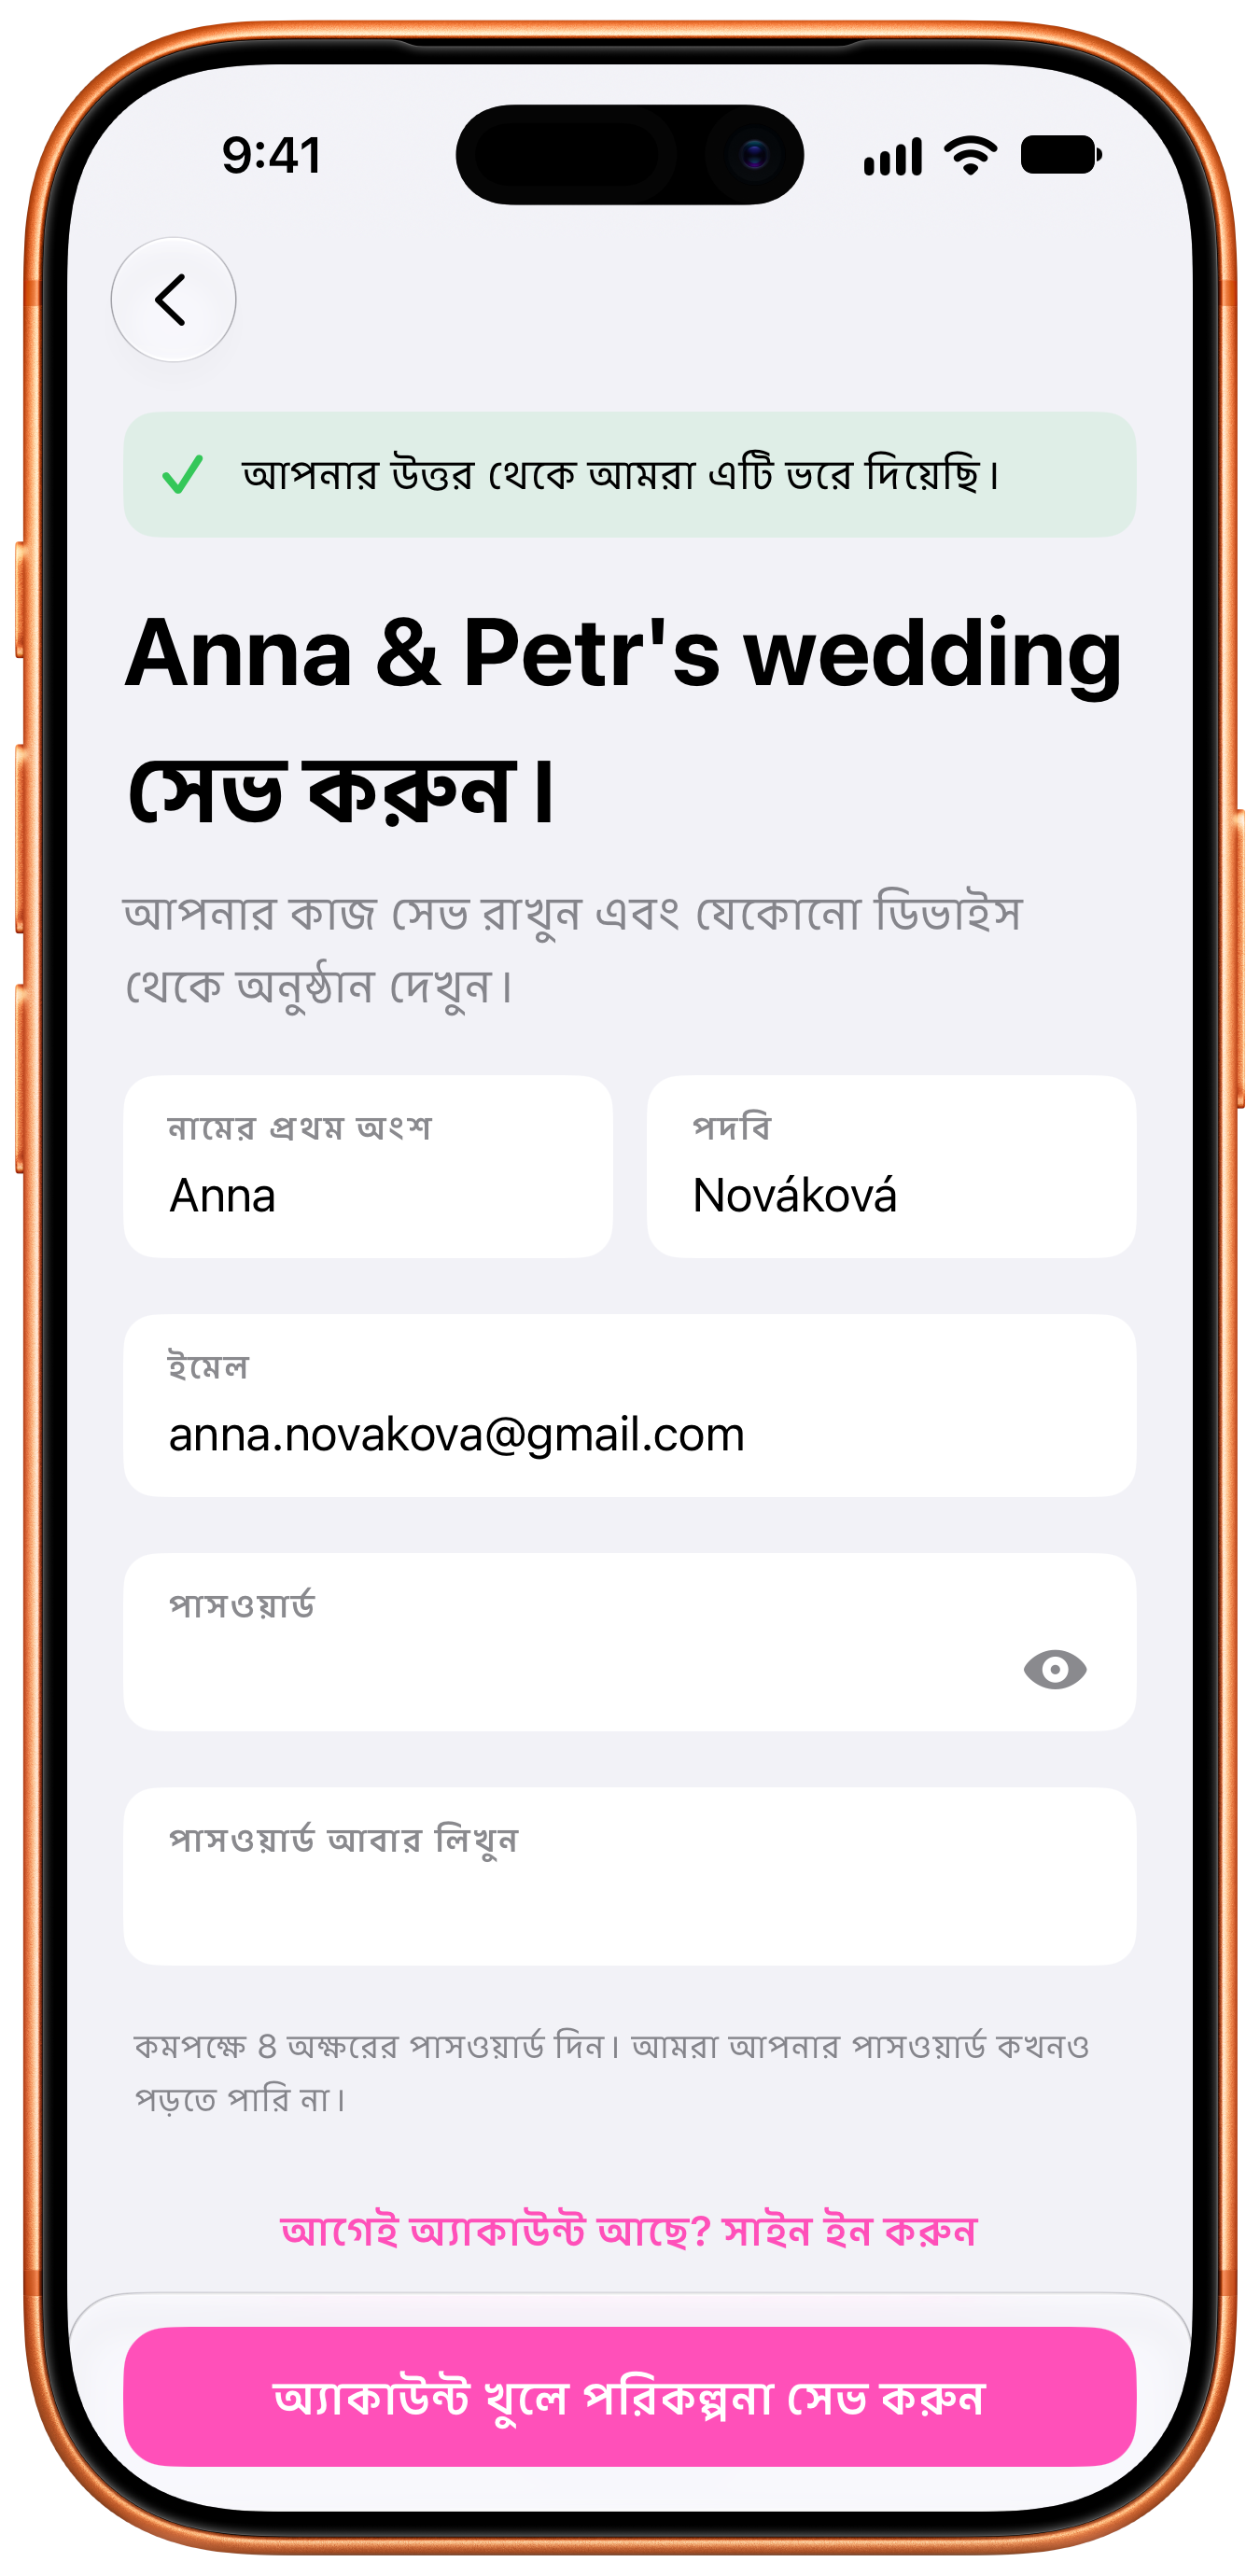 9:41
আপনার উত্তর থেকে আমরা এটি ভরে দিয়েছি।
Anna & Petr's wedding
সেভ করুন।
আপনার কাজ সেভ রাখুন এবং যেকোনো ডিভাইস
থেকে অনুষ্ঠান দেখুন।
নামের প্রথম অংশ
পদবি
Anna
Nováková
ইমেল
anna.novakova@gmail.com
পাসওয়ার্ড
পাসওয়ার্ড আবার লিখুন
কমপক্ষে 8 অক্ষরের পাসওয়ার্ড দিন। আমরা আপনার পাসওয়ার্ড কখনও
পড়তে পারি না।
আগেই অ্যাকাউন্ট আছে? সাইন ইন করুন
অ্যাকাউন্ট খুলে পরিকল্পনা সেভ করুন